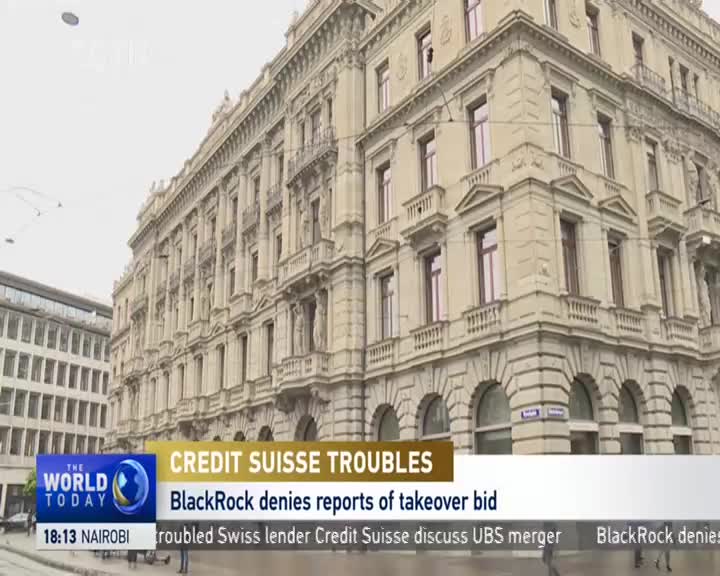 CREDIT SUISSE TROUBLES
THE
WORLD
TODAY
BlackRock denies reports of takeover bid
18:13 NAIROBI
troubled Swiss lender Credit Suisse discuss UBS merger BlackRock denies